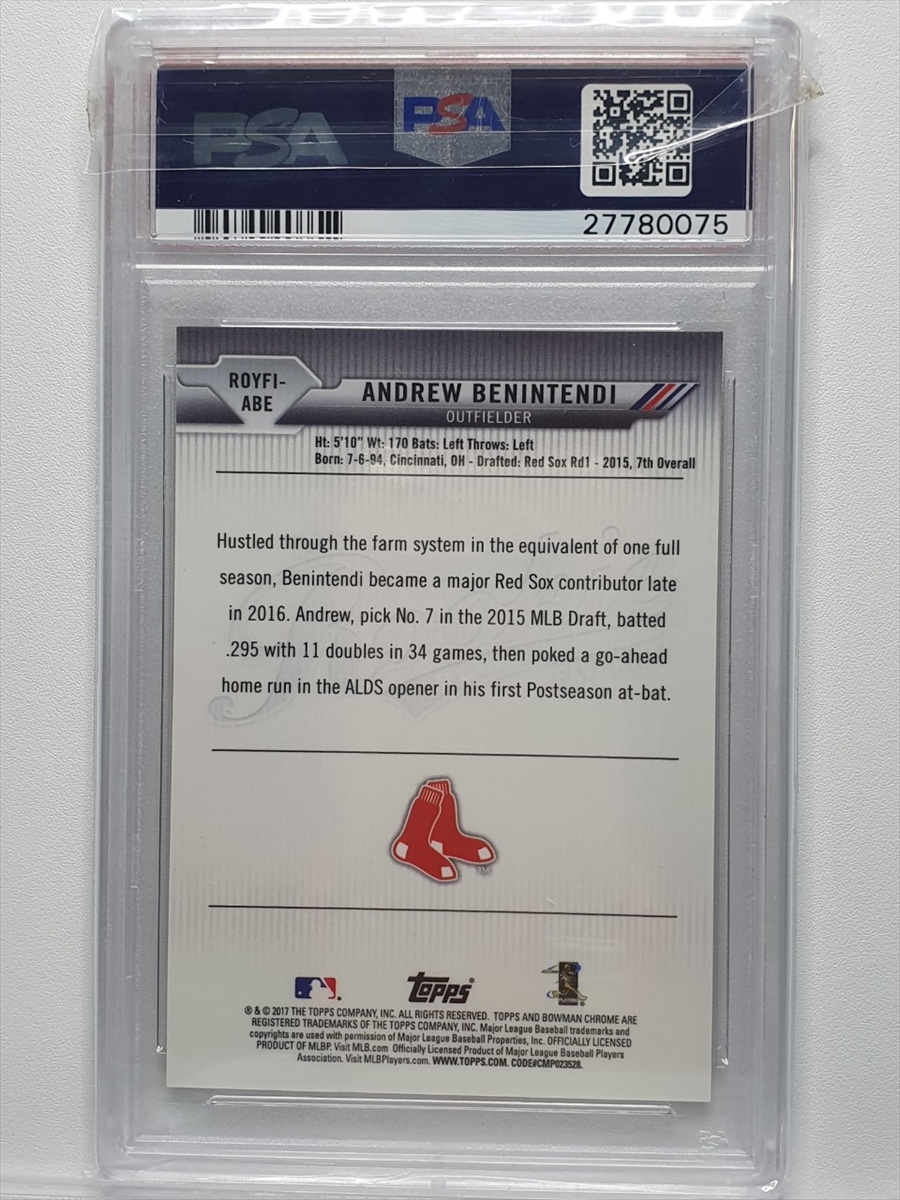 PSA PSA
27780075
ROYFI-
ABE
ANDREW BENINTENDI
OUTFIELDER
Ht: 5'10" Wt: 170 Bats: Left Throws: Left
Born: 7-6-94, Cincinnati, OH - Drafted: Red Sox Rd1 - 2015, 7th Overall
Hustled through the farm system in the equivalent of one full
season, Benintendi became a major Red Sox contributor late
in 2016. Andrew, pick No. 7 in the 2015 MLB Draft, batted
.295 with 11 doubles in 34 games, then poked a go-ahead
home run in the ALDS opener in his first Postseason at-bat.
TM
Topps®
® & © 2017 THE TOPPS COMPANY, INC. ALL RIGHTS RESERVED. TOPPS AND BOWMAN CHROME ARE
REGISTERED TRADEMARKS OF THE TOPPS COMPANY, INC. Major League Baseball trademarks and
copyrights are used with permission of Major League Baseball Properties, Inc. OFFICIALLY LICENSED
PRODUCT OF MLBP. Visit MLB.com Officially Licensed Product of Major League Baseball Players
Association. Visit MLBPlayers.com. WWW.TOPPS.COM. CODE#CMP023528.
PSA